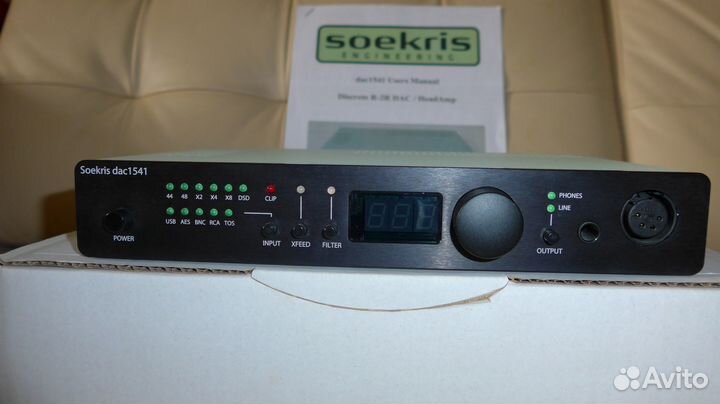 soekris
ENGINEERING
dac1541 Users Manual
Discrete R-2R DAC / HeadAmp
Soekris dac1541
44 48 X2 X4 X8 DSD CLIP
USB AES BNC RCA TOS
POWER
INPUT XFEED FILTER
PHONES
LINE
OUTPUT
Avito